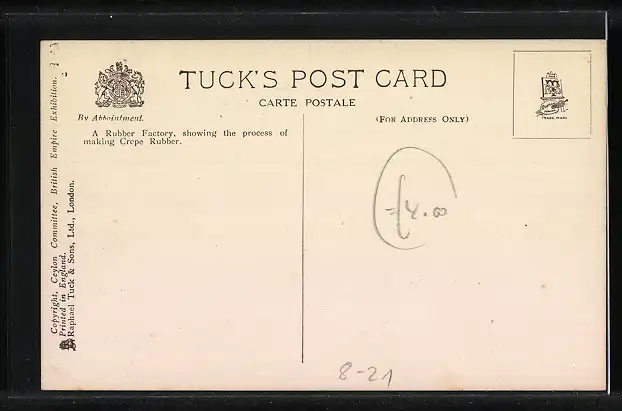 TUCK'S POST CARD
CARTE POSTALE
By Appointment.
(FOR ADDRESS ONLY)
A Rubber Factory, showing the process of
making Crepe Rubber.
TRADE MARK
Copyright, Ceylon Committee, British Empire Exhibition.
Printed in England.
Raphael Tuck & Sons, Ltd., London.
4.00
8-21